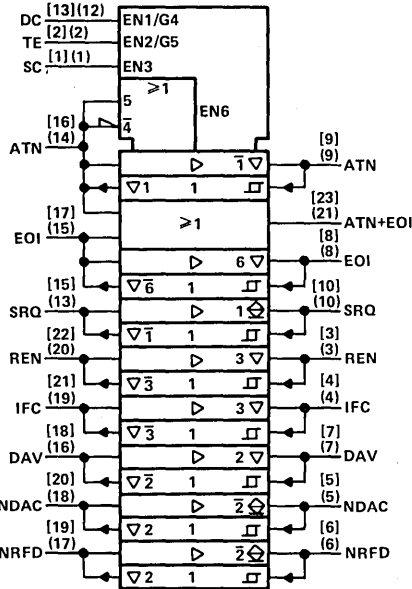 DC [13](12) EN1/G4
TE [2](2) EN2/G5
SC [1](1) EN3
≥1 EN6
5
4̅
ATN [16] (14) ▷ 1̅ ▽ [9] (9) ATN
▽1 1
≥1 [23] (21) ATN+EOI
EOI [17] (15) ▷ 6 ▽ [8] (8) EOI
▽6̅ 1
SRQ [15] (13) ▷ 1 [10] (10) SRQ
▽1̅ 1
REN [22] (20) ▷ 3 ▽ [3] (3) REN
▽3̅ 1
IFC [21] (19) ▷ 3 ▽ [4] (4) IFC
▽3̅ 1
DAV [18] (16) ▷ 2 ▽ [7] (7) DAV
▽2̅ 1
NDAC [20] (18) ▷ 2̅ [5] (5) NDAC
▽2 1
NRFD [19] (17) ▷ 2̅ [6] (6) NRFD
▽2 1